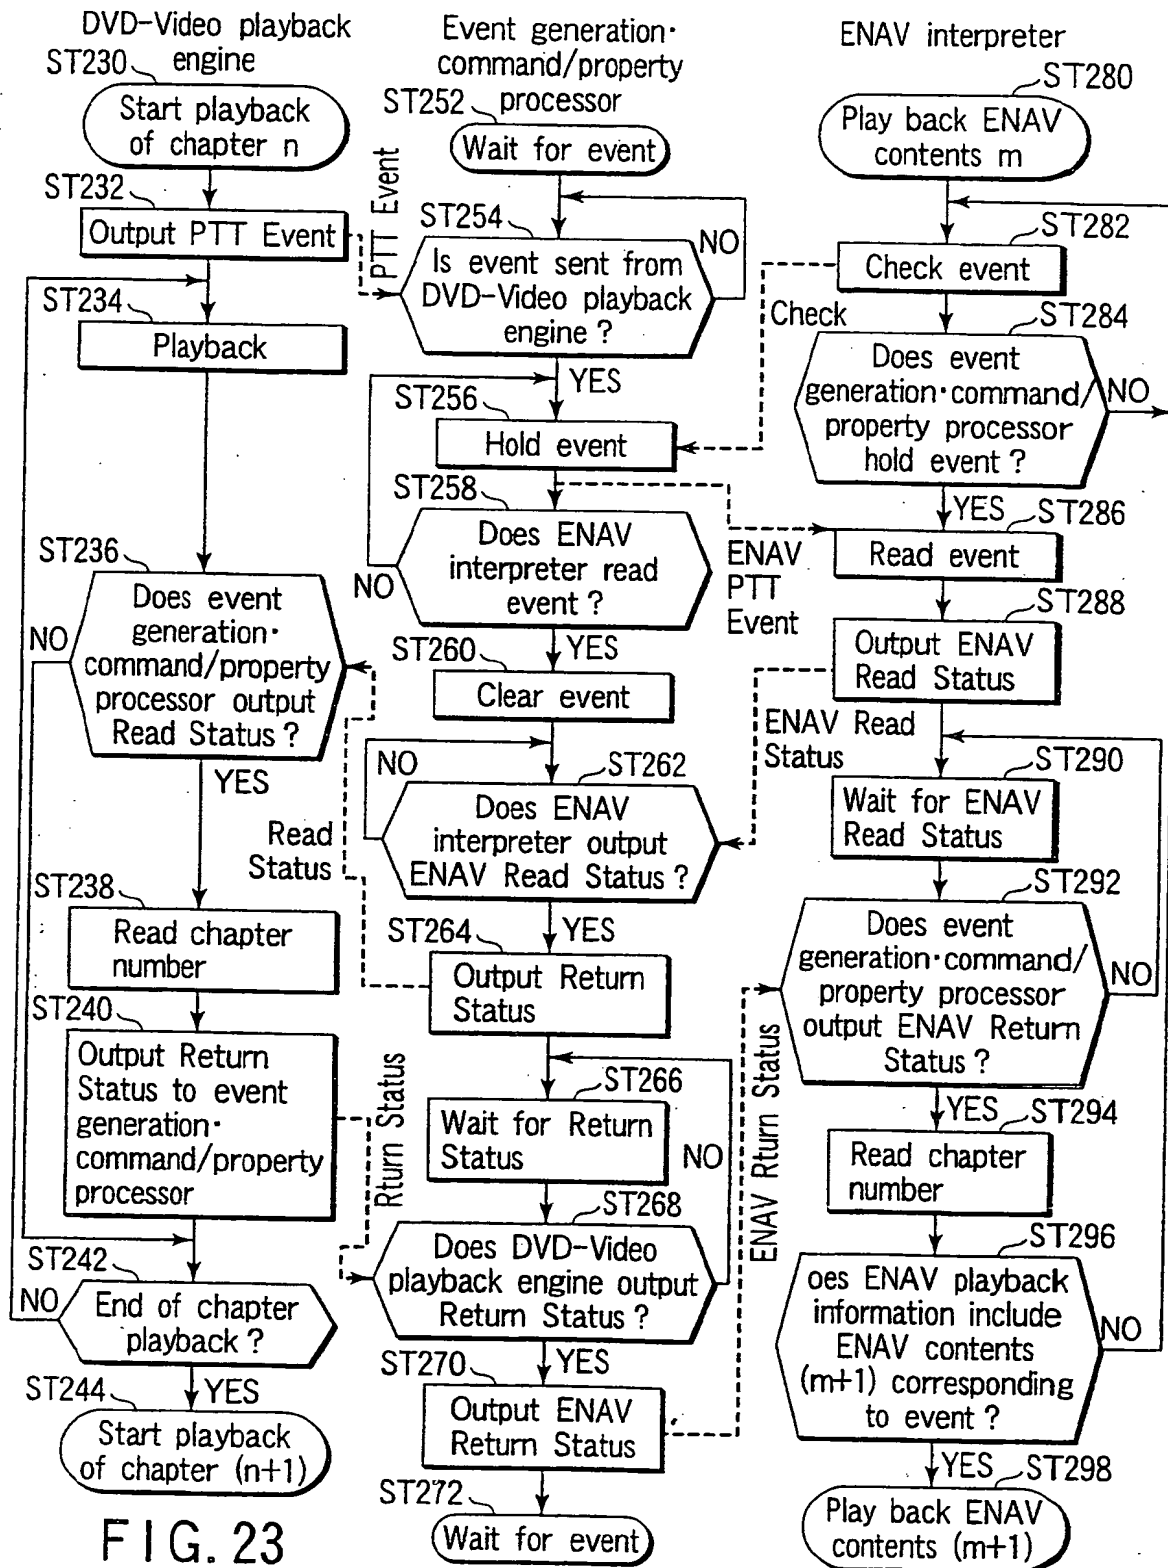 DVD-Video playback
engine
ST230
Start playback
of chapter n
ST232
Output PTT Event
PTT Event
ST234
Playback
ST236
Does event
generation·
command/property
processor output
Read Status ?
NO
YES
Read
Status
ST238
Read chapter
number
ST240
Output Return
Status to event
generation·
command/property
processor
Rturn Status
ST242
End of chapter
playback ?
NO
YES
ST244
Start playback
of chapter (n+1)
FIG. 23
Event generation·
command/property
processor
ST252
Wait for event
ST254
Is event sent from
DVD-Video playback
engine ?
NO
YES
ST256
Hold event
ST258
Does ENAV
interpreter read
event ?
NO
YES
ST260
Clear event
NO
ST262
Does ENAV
interpreter output
ENAV Read Status ?
YES
ST264
Output Return
Status
ST266
Wait for Return
Status
NO
ST268
Does DVD-Video
playback engine output
Return Status ?
YES
ST270
Output ENAV
Return Status
ST272
Wait for event
ENAV interpreter
ST280
Play back ENAV
contents m
ST282
Check event
Check
ST284
Does event
generation·command/
property processor
hold event ?
NO
YES
ST286
Read event
ENAV
PTT
Event
ST288
Output ENAV
Read Status
ENAV Read
Status
ST290
Wait for ENAV
Read Status
ST292
Does event
generation·command/
property processor
output ENAV Return
Status ?
NO
ENAV Rturn Status
YES
ST294
Read chapter
number
ST296
oes ENAV playback
information include
ENAV contents
(m+1) corresponding
to event ?
NO
YES
ST298
Play back ENAV
contents (m+1)